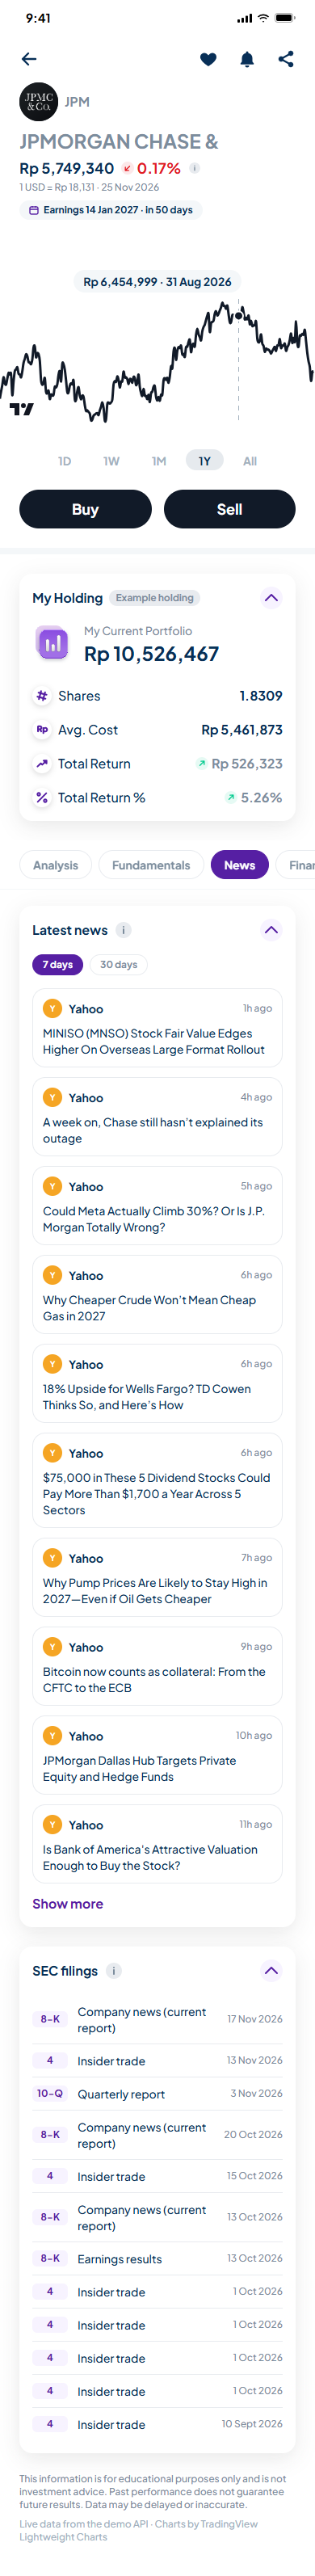 9:41
JPMC
&CO.
JPM
JPMORGAN CHASE &
Rp 5,749,340 0.17% i
1 USD = Rp 18,131 · 25 Nov 2026
Earnings 14 Jan 2027 · in 50 days
Rp 6,454,999 · 31 Aug 2026
1D 1W 1M 1Y All
Buy Sell
My Holding Example holding
My Current Portfolio
Rp 10,526,467
Shares 1.8309
Rp Avg. Cost Rp 5,461,873
Total Return Rp 526,323
Total Return % 5.26%
Analysis Fundamentals News Finan
Latest news i
7 days 30 days
Y Yahoo 1h ago
MINISO (MNSO) Stock Fair Value Edges
Higher On Overseas Large Format Rollout
Y Yahoo 4h ago
A week on, Chase still hasn't explained its
outage
Y Yahoo 5h ago
Could Meta Actually Climb 30%? Or Is J.P.
Morgan Totally Wrong?
Y Yahoo 6h ago
Why Cheaper Crude Won't Mean Cheap
Gas in 2027
Y Yahoo 6h ago
18% Upside for Wells Fargo? TD Cowen
Thinks So, and Here's How
Y Yahoo 6h ago
$75,000 in These 5 Dividend Stocks Could
Pay More Than $1,700 a Year Across 5
Sectors
Y Yahoo 7h ago
Why Pump Prices Are Likely to Stay High in
2027—Even if Oil Gets Cheaper
Y Yahoo 9h ago
Bitcoin now counts as collateral: From the
CFTC to the ECB
Y Yahoo 10h ago
JPMorgan Dallas Hub Targets Private
Equity and Hedge Funds
Y Yahoo 11h ago
Is Bank of America's Attractive Valuation
Enough to Buy the Stock?
Show more
SEC filings i
8-K Company news (current
report) 17 Nov 2026
4 Insider trade 13 Nov 2026
10-Q Quarterly report 3 Nov 2026
8-K Company news (current
report) 20 Oct 2026
4 Insider trade 15 Oct 2026
8-K Company news (current
report) 13 Oct 2026
8-K Earnings results 13 Oct 2026
4 Insider trade 1 Oct 2026
4 Insider trade 1 Oct 2026
4 Insider trade 1 Oct 2026
4 Insider trade 1 Oct 2026
4 Insider trade 10 Sept 2026
This information is for educational purposes only and is not
investment advice. Past performance does not guarantee
future results. Data may be delayed or inaccurate.
Live data from the demo API · Charts by TradingView
Lightweight Charts